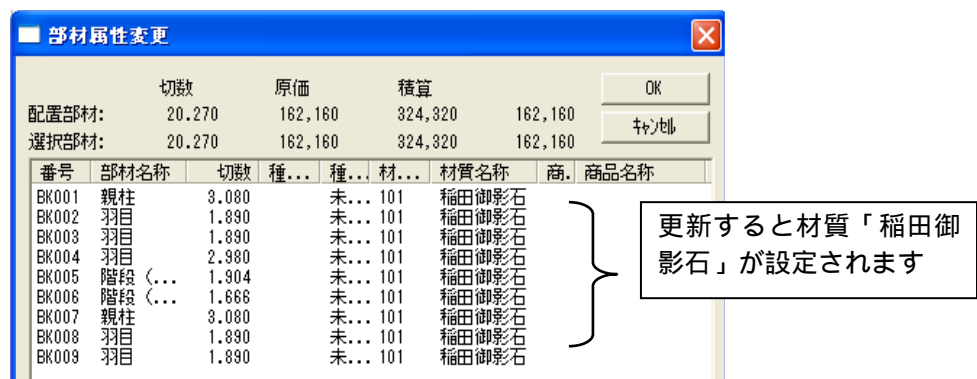 部材属性変更
切数 原価 積算 OK
配置部材: 20.270 162,160 324,320 162,160
キャンセル
選択部材: 20.270 162,160 324,320 162,160
番号 部材名称 切数 種... 種... 材... 材質名称 商. 商品名称
BK001 親柱 3.080 未... 101 稲田御影石
BK002 羽目 1.890 未... 101 稲田御影石
BK003 羽目 1.890 未... 101 稲田御影石
BK004 羽目 2.980 未... 101 稲田御影石
BK005 階段 (... 1.904 未... 101 稲田御影石
BK006 階段 (... 1.666 未... 101 稲田御影石
BK007 親柱 3.080 未... 101 稲田御影石
BK008 羽目 1.890 未... 101 稲田御影石
BK009 羽目 1.890 未... 101 稲田御影石
更新すると材質「稲田御
影石」が設定されます